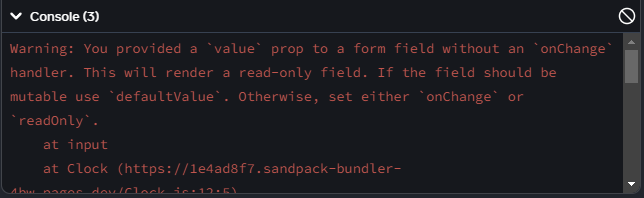 Console (3)
Warning: You provided a `value` prop to a form field without an `onChange`
handler. This will render a read-only field. If the field should be
mutable use `defaultValue`. Otherwise, set either `onChange` or
`readOnly`.
at input
at Clock (https://1e4ad8f7.sandpack-bundler-
4bw.pages.dev/Clock.js:12:5)